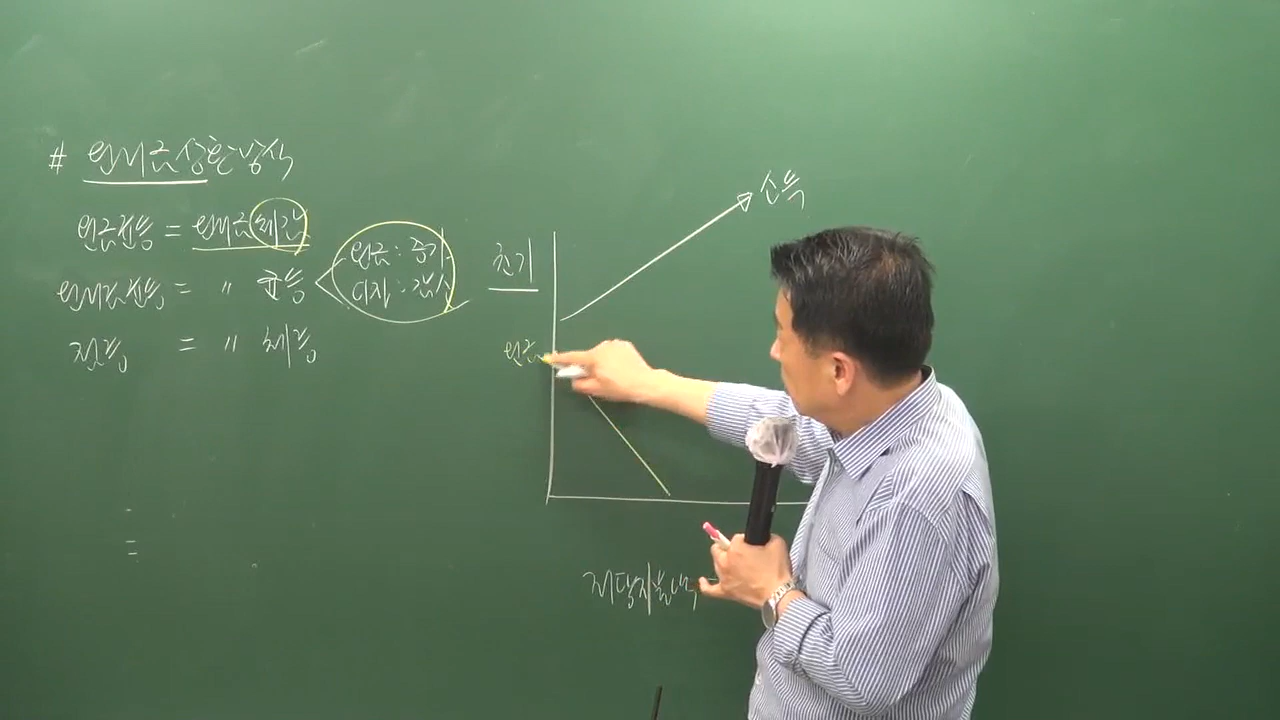 # 원리금상환방식
원금균등 = 원리금체감
원리금균등 = " 균등
원금 : 증가
이자 : 감소
점증 = " 체증
초기
소득
원금
저당지불액